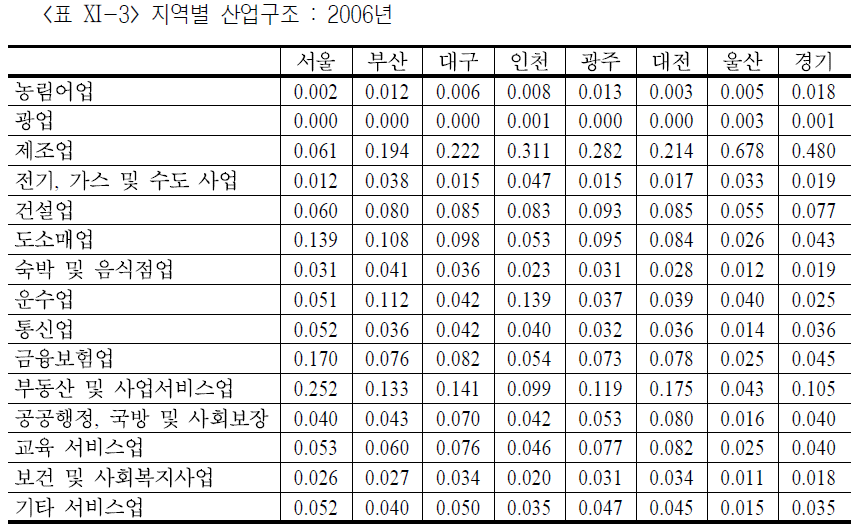 <표 XI-3> 지역별 산업구조 : 2006년
서울 부산 대구 인천 광주 대전 울산 경기
농림어업 0.002 0.012 0.006 0.008 0.013 0.003 0.005 0.018
광업 0.000 0.000 0.000 0.001 0.000 0.000 0.003 0.001
제조업 0.061 0.194 0.222 0.311 0.282 0.214 0.678 0.480
전기, 가스 및 수도 사업 0.012 0.038 0.015 0.047 0.015 0.017 0.033 0.019
건설업 0.060 0.080 0.085 0.083 0.093 0.085 0.055 0.077
도소매업 0.139 0.108 0.098 0.053 0.095 0.084 0.026 0.043
숙박 및 음식점업 0.031 0.041 0.036 0.023 0.031 0.028 0.012 0.019
운수업 0.051 0.112 0.042 0.139 0.037 0.039 0.040 0.025
통신업 0.052 0.036 0.042 0.040 0.032 0.036 0.014 0.036
금융보험업 0.170 0.076 0.082 0.054 0.073 0.078 0.025 0.045
부동산 및 사업서비스업 0.252 0.133 0.141 0.099 0.119 0.175 0.043 0.105
공공행정, 국방 및 사회보장 0.040 0.043 0.070 0.042 0.053 0.080 0.016 0.040
교육 서비스업 0.053 0.060 0.076 0.046 0.077 0.082 0.025 0.040
보건 및 사회복지사업 0.026 0.027 0.034 0.020 0.031 0.034 0.011 0.018
기타 서비스업 0.052 0.040 0.050 0.035 0.047 0.045 0.015 0.035